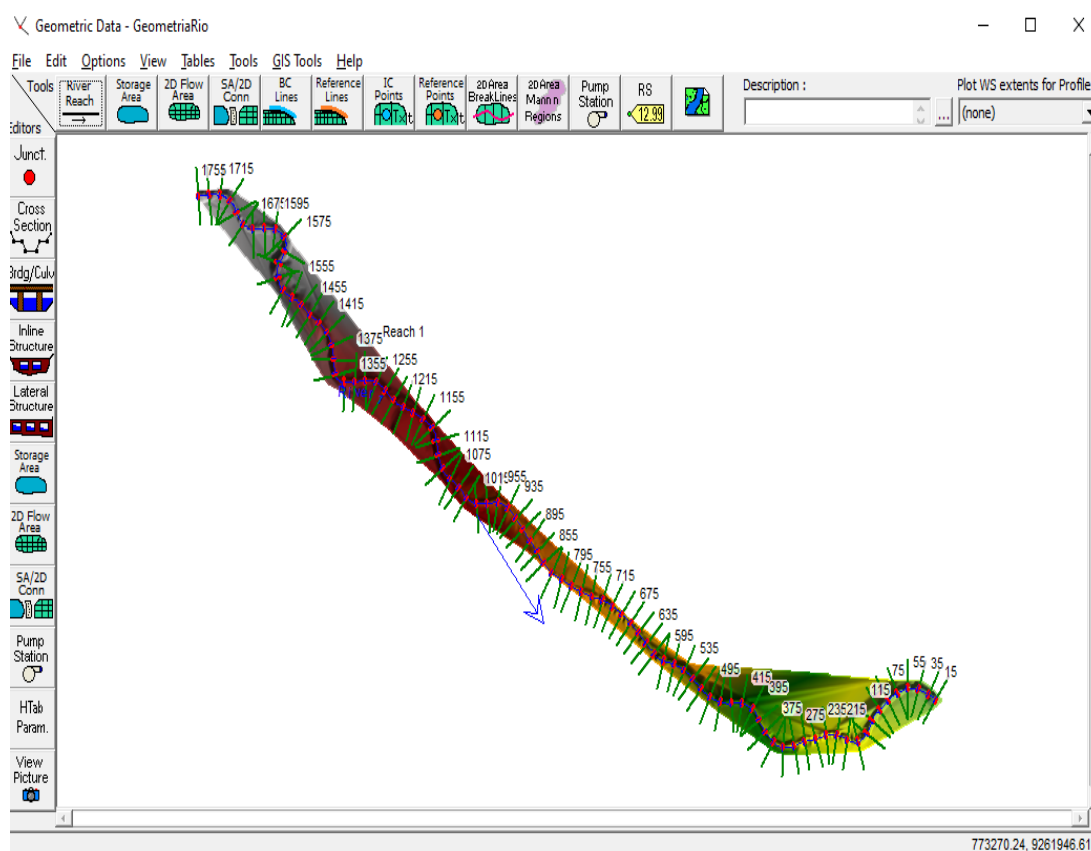 Geometric Data - GeometriaRio
File Edit Options View Tables Tools GIS Tools Help
Tools
Editors
River
Reach
Storage
Area
2D Flow
Area
SA/2D
Conn
BC
Lines
Reference
Lines
IC
Points
Reference
Points
2D Area
BreakLines
2D Area
Mann n
Regions
Pump
Station
RS
12.99
Description :
...
Plot WS extents for Profile
(none)
Junct.
Cross
Section
Brdg/Culv
Inline
Structure
Lateral
Structure
Storage
Area
2D Flow
Area
SA/2D
Conn
Pump
Station
HTab
Param.
View
Picture
1755 1715
1675 1595
1575
1555
1455
1415
1375 Reach 1
1355 1255
1215
1155
1115
1075
1015 955
935
895
855
795
755
715
675
635
595
535
495
415
395
375
275
235 215
115
75
55
35
15
773270.24, 9261946.61